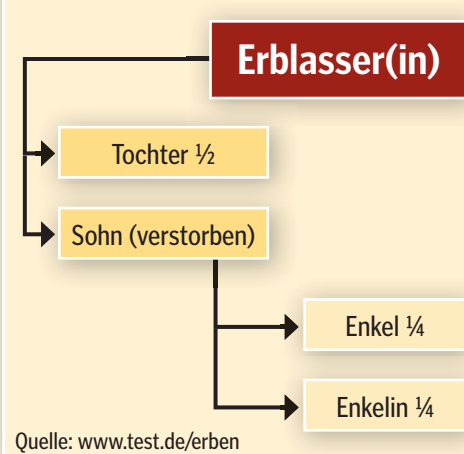 Erblasser(in)
Tochter ½
Sohn (verstorben)
Enkel ¼
Enkelin ¼
Quelle: www.test.de/erben